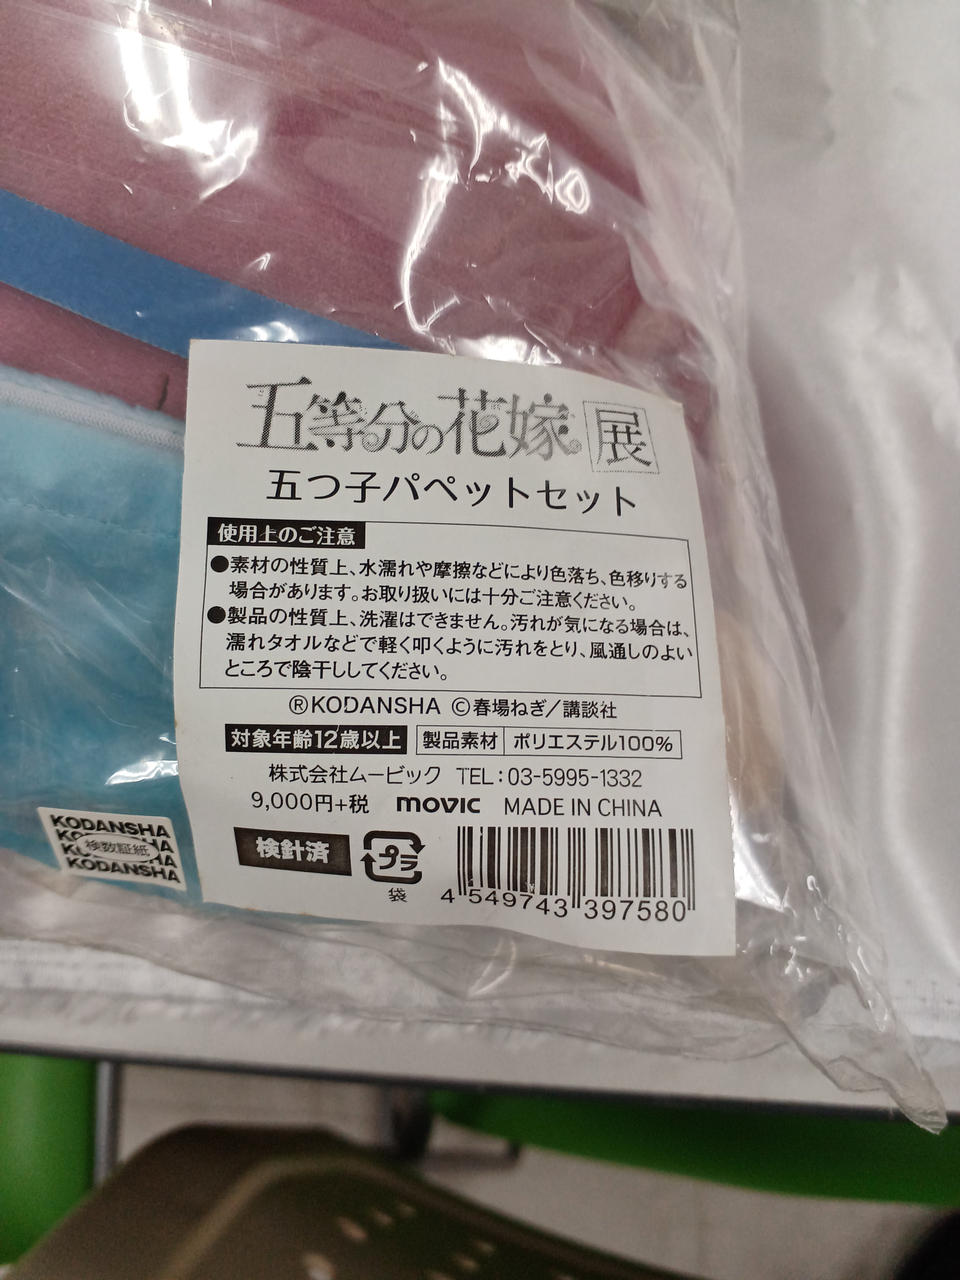 五等分の花嫁 展
五つ子パペットセット
使用上のご注意
●素材の性質上、水濡れや摩擦などにより色落ち、色移りする
場合があります。お取り扱いには十分ご注意ください。
●製品の性質上、洗濯はできません。汚れが気になる場合は、
濡れタオルなどで軽く叩くように汚れをとり、風通しのよい
ところで陰干ししてください。
®KODANSHA ©春場ねぎ/講談社
対象年齢12歳以上 製品素材 ポリエステル100%
株式会社ムービック TEL:03-5995-1332
9,000円+税 movic MADE IN CHINA
検針済 プラ
袋
4 549743 397580
KODANSHA
KODANSHA
検数証紙
KODANSHA
KODANSHA